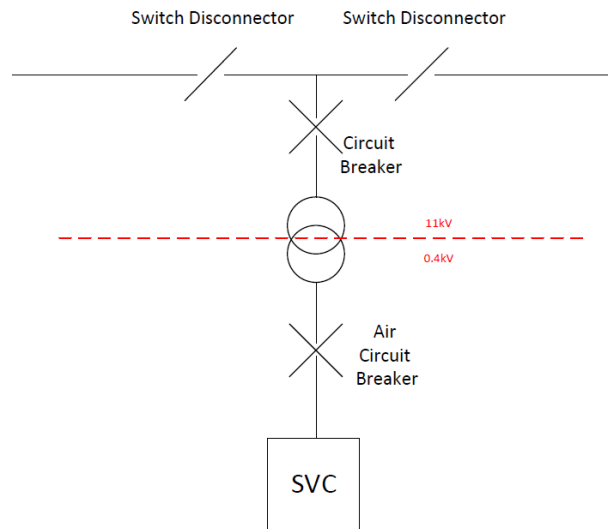 Switch Disconnector
Switch Disconnector
Circuit
Breaker
11kV
0.4kV
Air
Circuit
Breaker
SVC